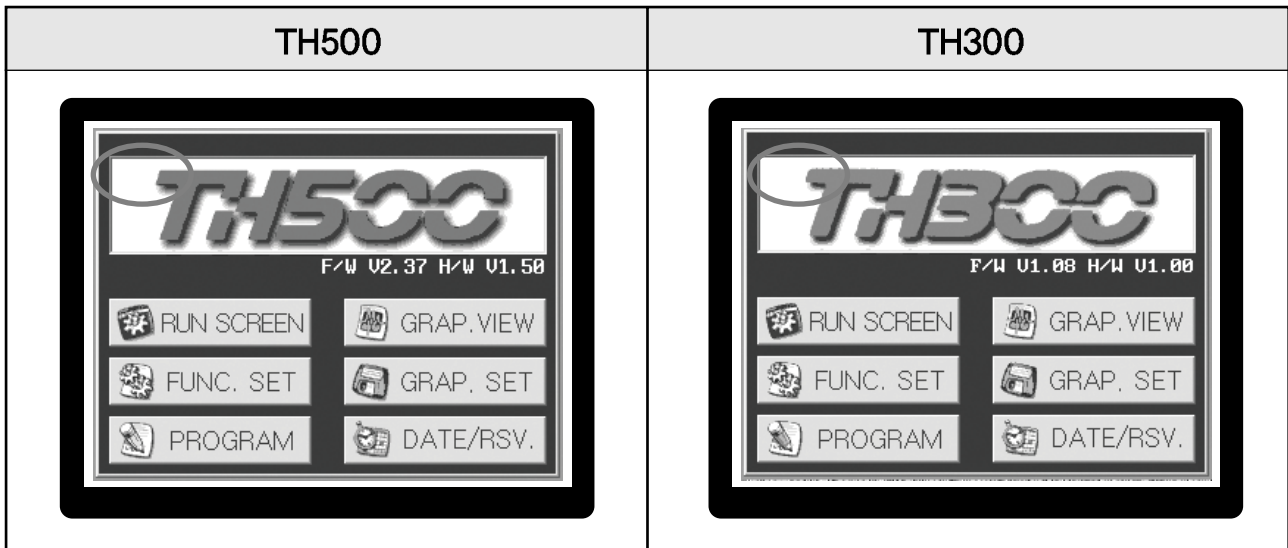 TH500
TH300
TH500
F/W V2.37 H/W V1.50
RUN SCREEN
GRAP.VIEW
FUNC. SET
GRAP. SET
PROGRAM
DATE/RSV.
TH300
F/W V1.08 H/W V1.00
RUN SCREEN
GRAP.VIEW
FUNC. SET
GRAP. SET
PROGRAM
DATE/RSV.